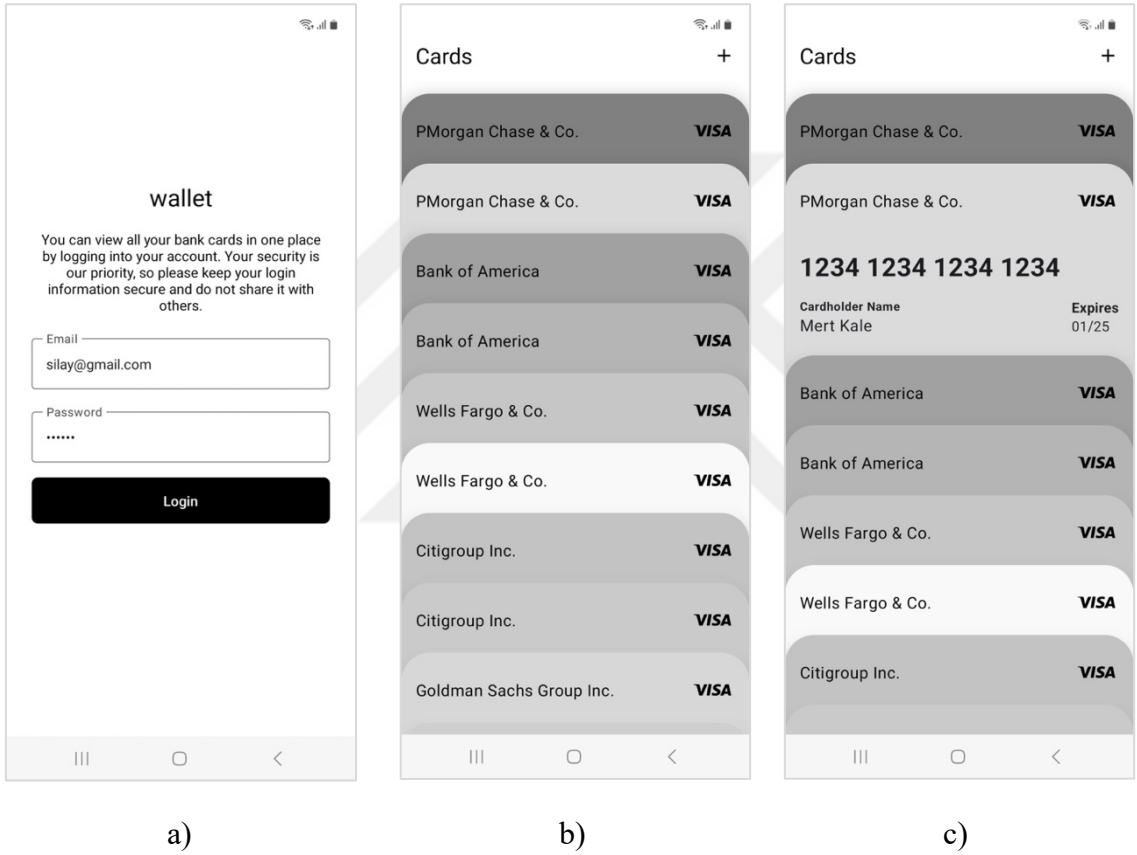 wallet
You can view all your bank cards in one place
by logging into your account. Your security is
our priority, so please keep your login
information secure and do not share it with
others.
Email
silay@gmail.com
Password
••••••
Login
a)
Cards +
PMorgan Chase & Co. VISA
PMorgan Chase & Co. VISA
Bank of America VISA
Bank of America VISA
Wells Fargo & Co. VISA
Wells Fargo & Co. VISA
Citigroup Inc. VISA
Citigroup Inc. VISA
Goldman Sachs Group Inc. VISA
b)
Cards +
PMorgan Chase & Co. VISA
PMorgan Chase & Co. VISA
1234 1234 1234 1234
Cardholder Name Expires
Mert Kale 01/25
Bank of America VISA
Bank of America VISA
Wells Fargo & Co. VISA
Wells Fargo & Co. VISA
Citigroup Inc. VISA
c)